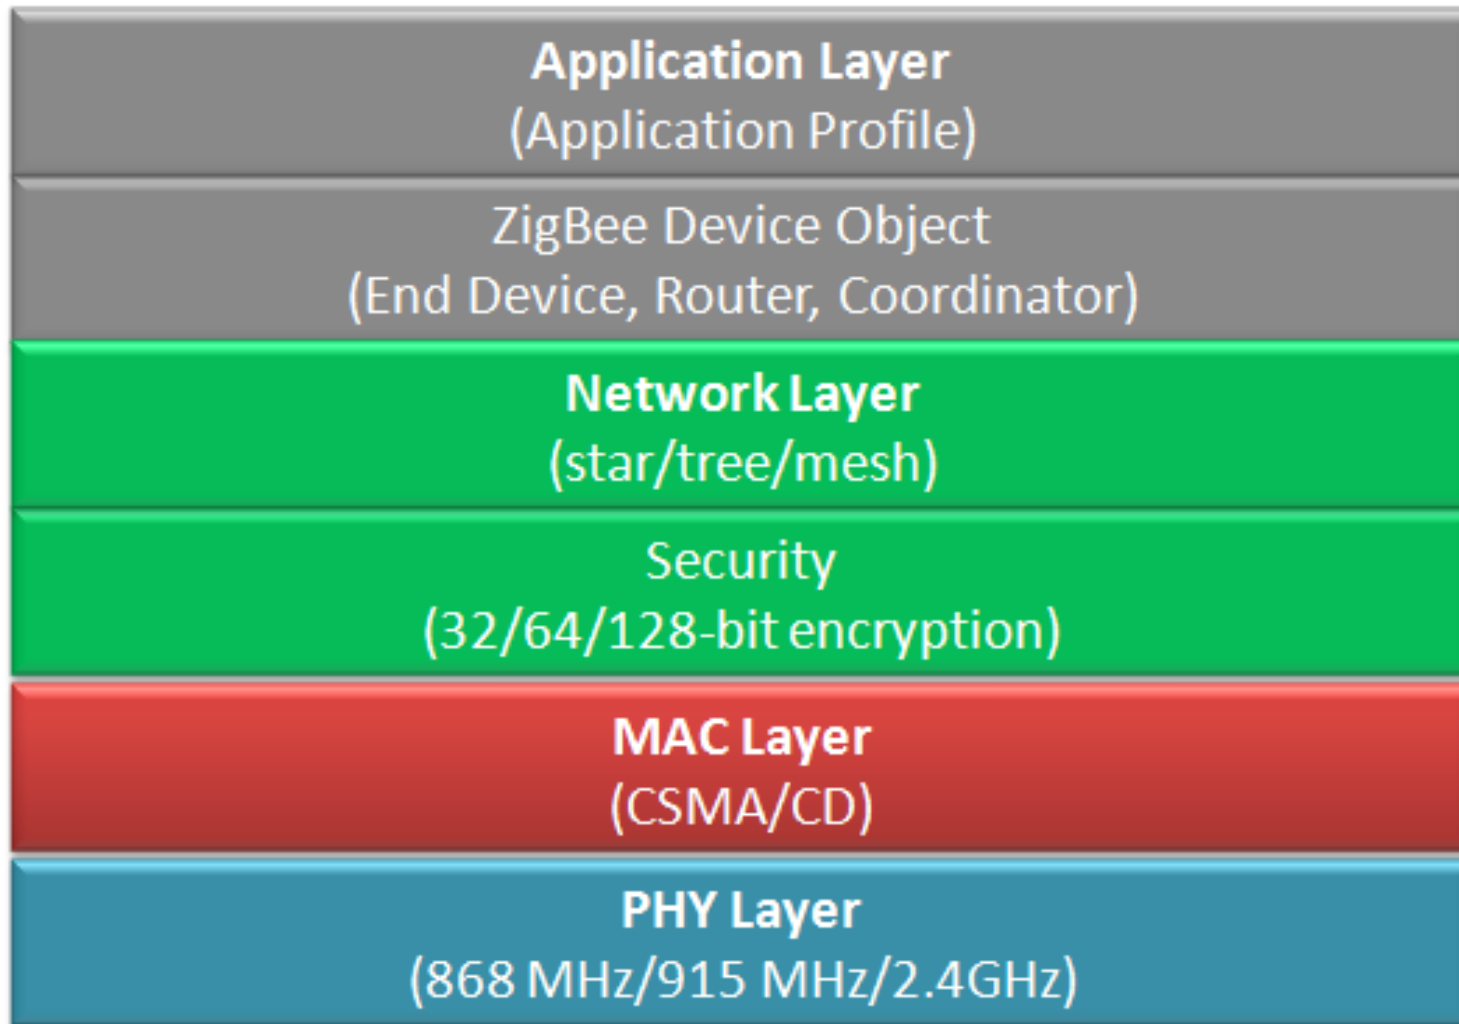 Application Layer
(Application Profile)
ZigBee Device Object
(End Device, Router, Coordinator)
Network Layer
(star/tree/mesh)
Security
(32/64/128-bit encryption)
MAC Layer
(CSMA/CD)
PHY Layer
(868 MHz/915 MHz/2.4GHz)